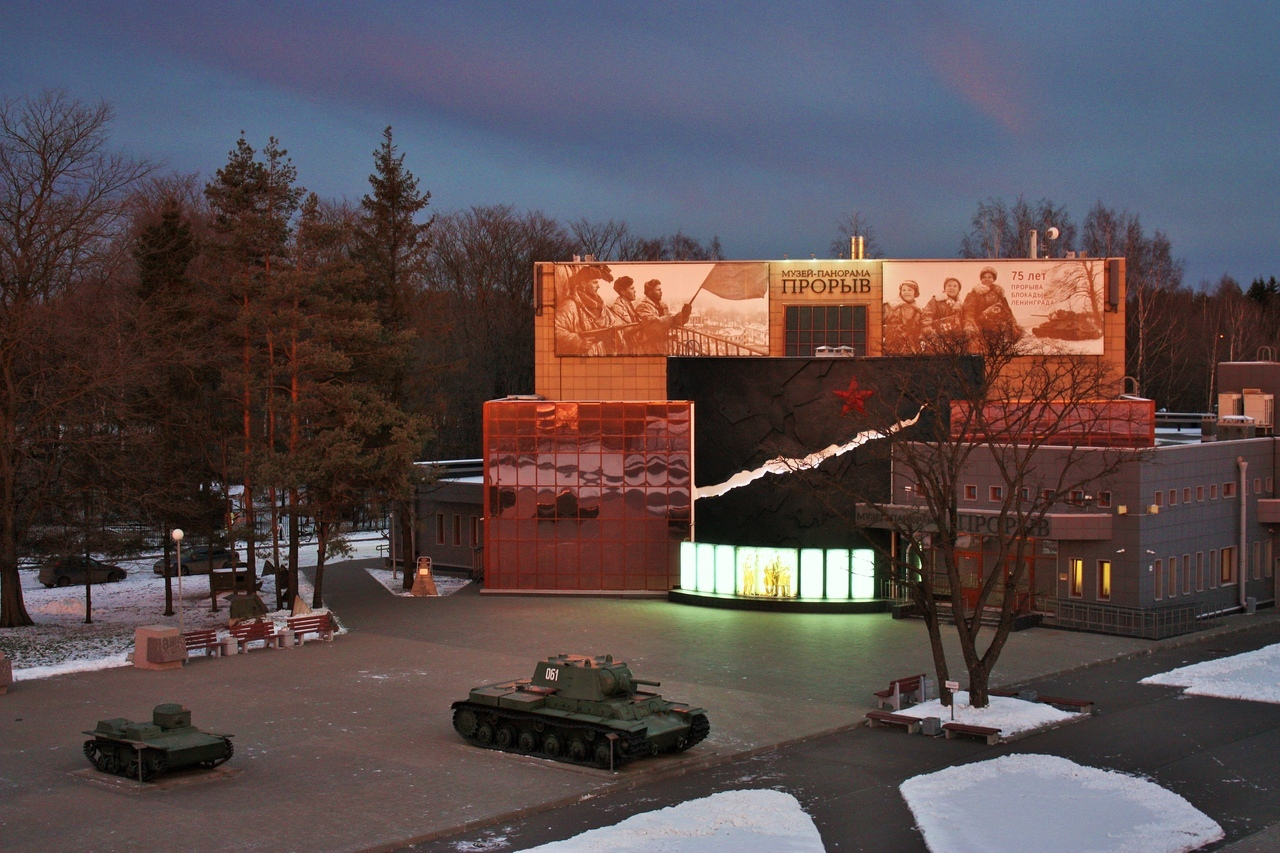 МУЗЕЙ-ПАНОРАМА
ПРОРЫВ
75 лет
ПРОРЫВА
БЛОКАДЫ
ЛЕНИНГРАДА
ПРОРЫВ
061